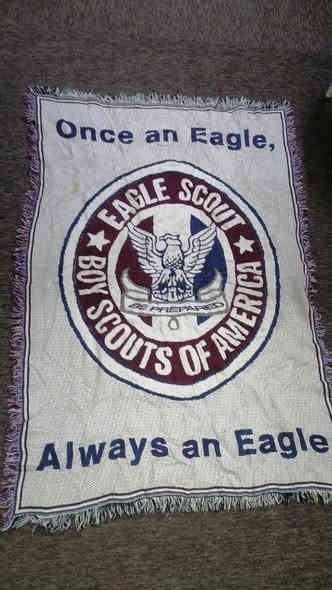 Once an Eagle,
EAGLE SCOUT
BE PREPARED
BOY SCOUTS OF AMERICA
Always an Eagle